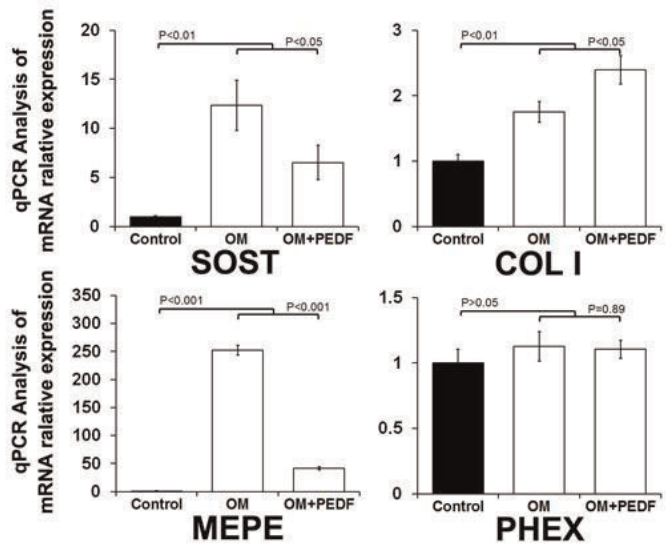 qPCR Analysis of
mRNA ralative expression
20
15
10
5
0
P<0.01
P<0.05
Control OM OM+PEDF
SOST
3
2
1
0
P<0.01
P<0.05
Control OM OM+PEDF
COL I
qPCR Analysis of
mRNA ralative expression
350
300
250
200
150
100
50
0
P<0.001
P<0.001
Control OM OM+PEDF
MEPE
1.5
1
0.5
0
P>0.05
P=0.89
Control OM OM+PEDF
PHEX